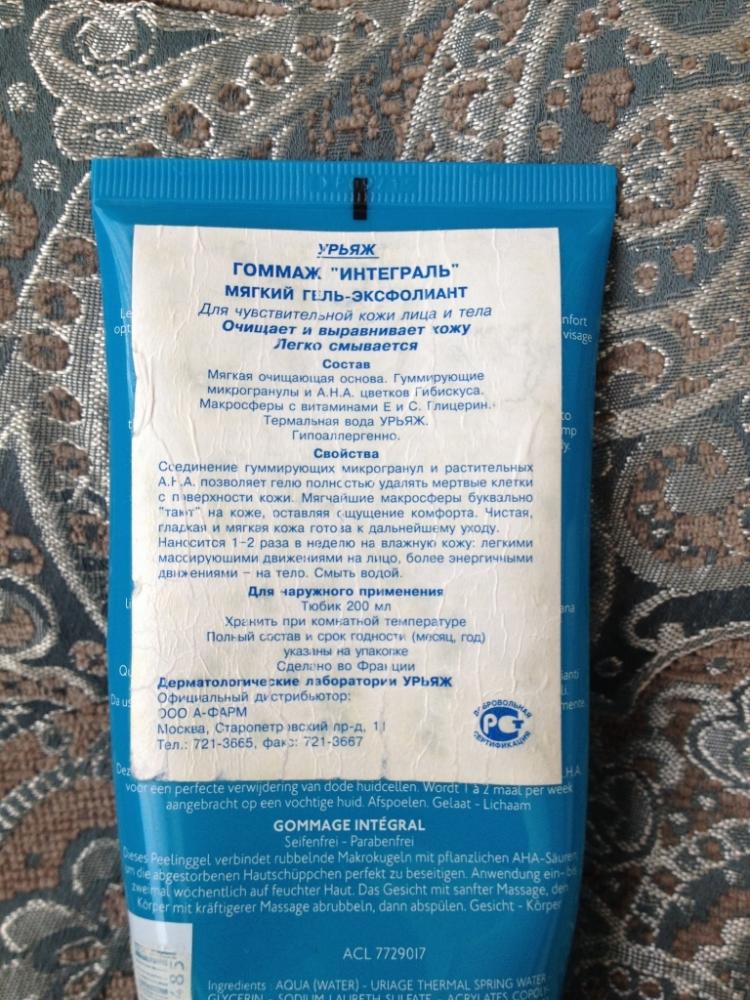 УРЬЯЖ
ГОММАЖ "ИНТЕГРАЛЬ"
МЯГКИЙ ГЕЛЬ-ЭКСФОЛИАНТ
Для чувствительной кожи лица и тела
Очищает и выравнивает кожу
Легко смывается
Состав
Мягкая очищающая основа. Гуммирующие
микрогранулы и А.Н.А. цветков Гибискуса.
Макросферы с витаминами Е и С. Глицерин.
Термальная вода УРЬЯЖ.
Гипоаллергенно.
Свойства
Соединение гуммирующих микрогранул и растительных
А.Н.А. позволяет гелю полностью удалять мертвые клетки
с поверхности кожи. Мягчайшие макросферы буквально
"тают" на коже, оставляя ощущение комфорта. Чистая,
гладкая и мягкая кожа готова к дальнейшему уходу.
Наносится 1-2 раза в неделю на влажную кожу: легкими
массирующими движениями на лицо, более энергичными
движениями – на тело. Смыть водой.
Для наружного применения
Тюбик 200 мл
Хранить при комнатной температуре
Полный состав и срок годности (месяц, год)
указаны на упаковке
Сделано во Франции
Дерматологические лаборатории УРЬЯЖ
Официальный дистрибьютор:
ООО А-ФАРМ
Москва, Старопетровский пр-д, 11
Тел.: 721-3665, факс: 721-3667
ДОБРОВОЛЬНАЯ
РСТ
СЕРТИФИКАЦИЯ
nfort
visage
voor een perfecte verwijdering van dode huidcellen. Wordt 1 à 2 maal per week
aangebracht op een vochtige huid. Afspoelen. Gelaat - Lichaam
GOMMAGE INTÉGRAL
Seifenfrei - Parabenfrei
Dieses Peelinggel verbindet rubbelnde Makrokugeln mit pflanzlichen AHA-Säuren,
um die abgestorbenen Hautschüppchen perfekt zu beseitigen. Anwendung ein- bis
zweimal wöchentlich auf feuchter Haut. Das Gesicht mit sanfter Massage, den
Körper mit kräftigerer Massage abrubbeln, dann abspülen. Gesicht - Körper
ACL 7729017
Ingredients : AQUA (WATER) - URIAGE THERMAL SPRING WATER -
GLYCERIN - SODIUM LAURETH SULFATE - ACRYLATES COPOLY-